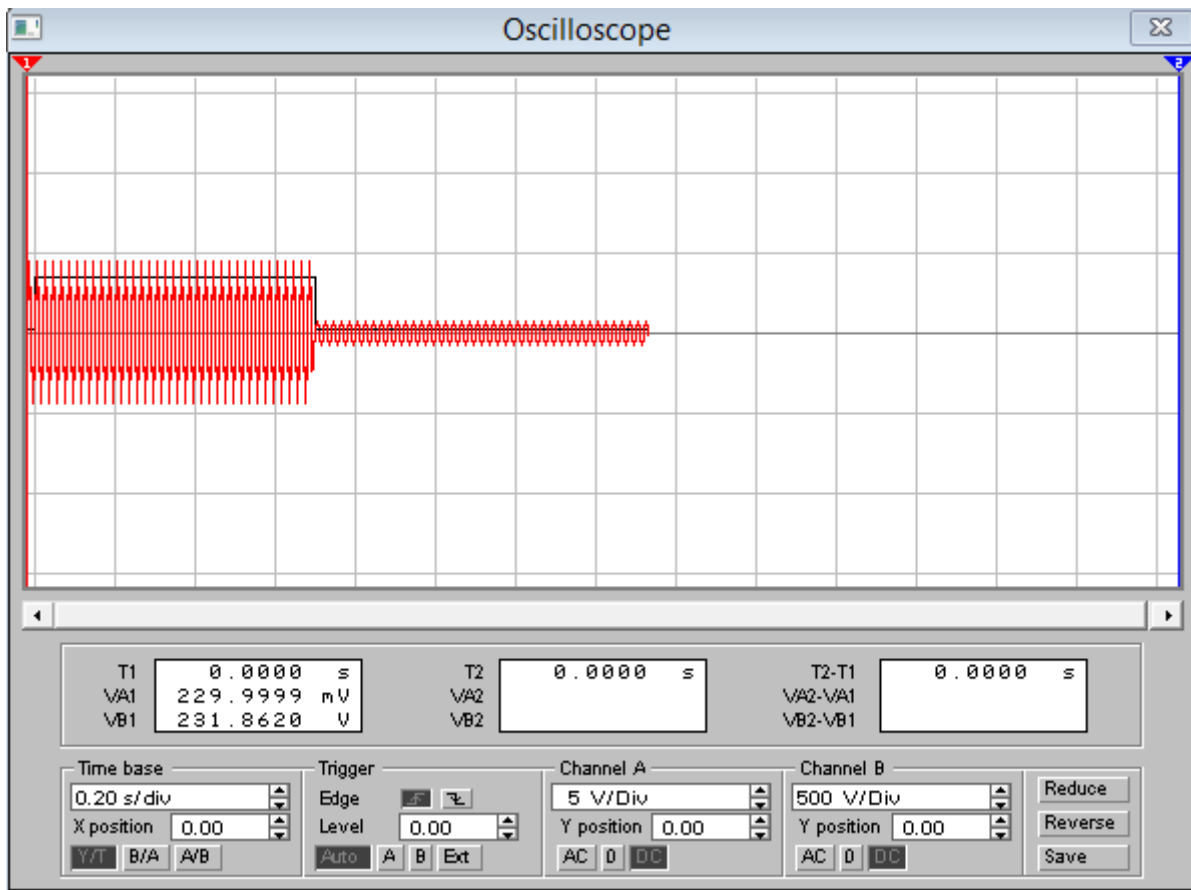 Oscilloscope
1 2
T1 0.0000 s T2 0.0000 s T2-T1 0.0000 s
VA1 229.9999 mV VA2 VA2-VA1
VB1 231.8620 V VB2 VB2-VB1
Time base Trigger Channel A Channel B
0.20 s/div Edge 5 V/Div 500 V/Div Reduce
X position 0.00 Level 0.00 Y position 0.00 Y position 0.00 Reverse
Y/T B/A A/B Auto A B Ext AC 0 DC AC 0 DC Save